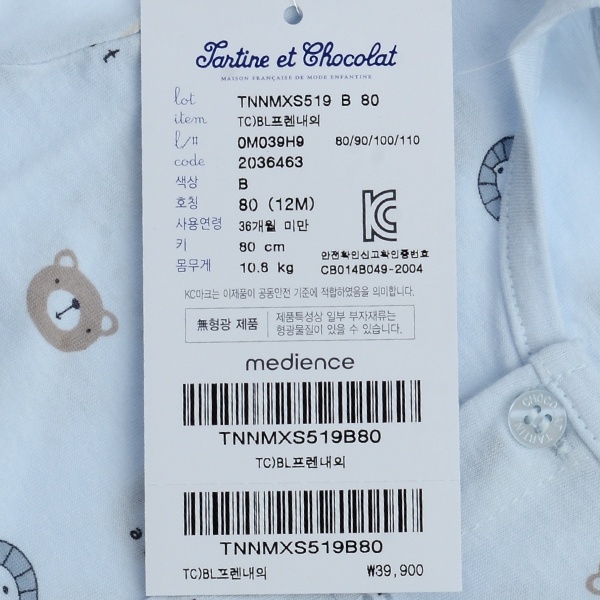 Tartine et Chocolat
MAISON FRANÇAISE DE MODE ENFANTINE
lot TNNMXS519 B 80
item TC)BL프렌내의
l/# 0M039H9 80/90/100/110
code 2036463
색상 B
호칭 80 (12M)
사용연령 36개월 미만
키 80 cm
몸무게 10.8 kg
안전확인신고확인증번호
CB014B049-2004
KC마크는 이제품이 공통안전 기준에 적합하였음을 의미합니다.
無형광 제품
제품특성상 일부 부자재류는
형광물질이 있을 수 있습니다.
medience
TNNMXS519B80
TC)BL프렌내의
TNNMXS519B80
TC)BL프렌내의 ₩39,900
CHOCO
TARTIN